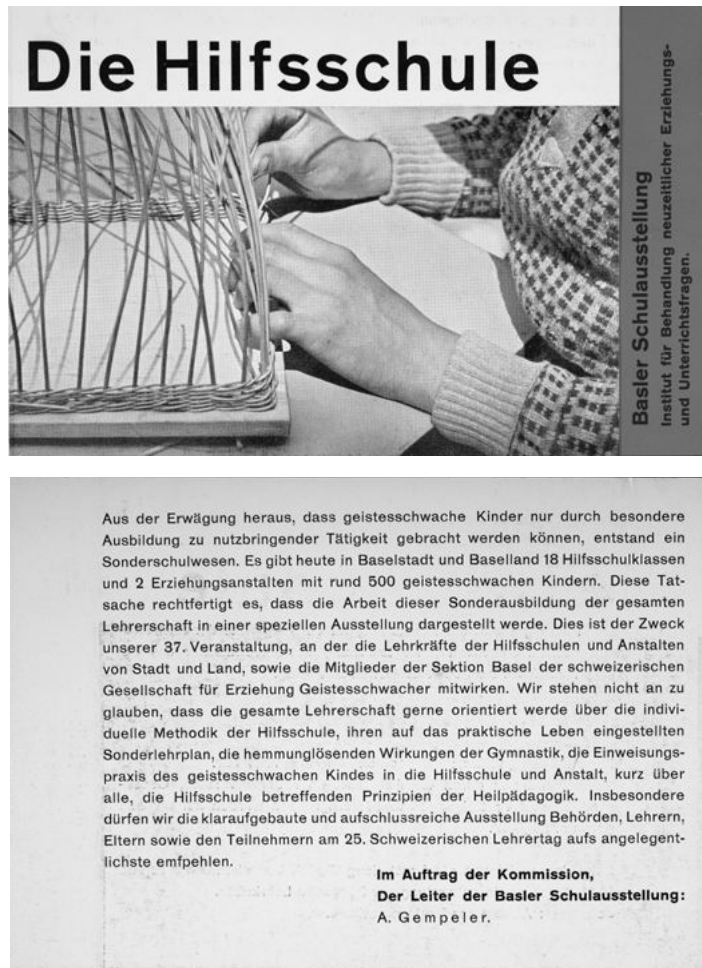 Die Hilfsschule
Basler Schulausstellung
Institut für Behandlung neuzeitlicher Erziehungs-
und Unterrichtsfragen.
Aus der Erwägung heraus, dass geistesschwache Kinder nur durch besondere
Ausbildung zu nutzbringender Tätigkeit gebracht werden können, entstand ein
Sonderschulwesen. Es gibt heute in Baselstadt und Baselland 18 Hilfsschulklassen
und 2 Erziehungsanstalten mit rund 500 geistesschwachen Kindern. Diese Tat-
sache rechtfertigt es, dass die Arbeit dieser Sonderausbildung der gesamten
Lehrerschaft in einer speziellen Ausstellung dargestellt werde. Dies ist der Zweck
unserer 37. Veranstaltung, an der die Lehrkräfte der Hilfsschulen und Anstalten
von Stadt und Land, sowie die Mitglieder der Sektion Basel der schweizerischen
Gesellschaft für Erziehung Geistesschwacher mitwirken. Wir stehen nicht an zu
glauben, dass die gesamte Lehrerschaft gerne orientiert werde über die indivi-
duelle Methodik der Hilfsschule, ihren auf das praktische Leben eingestellten
Sonderlehrplan, die hemmunglösenden Wirkungen der Gymnastik, die Einweisungs-
praxis des geistesschwachen Kindes in die Hilfsschule und Anstalt, kurz über
alle, die Hilfsschule betreffenden Prinzipien der Heilpädagogik. Insbesondere
dürfen wir die klaraufgebaute und aufschlussreiche Ausstellung Behörden, Lehrern,
Eltern sowie den Teilnehmern am 25. Schweizerischen Lehrertag aufs angelegent-
lichste emfpehlen.
Im Auftrag der Kommission,
Der Leiter der Basler Schulausstellung:
A. Gempeler.